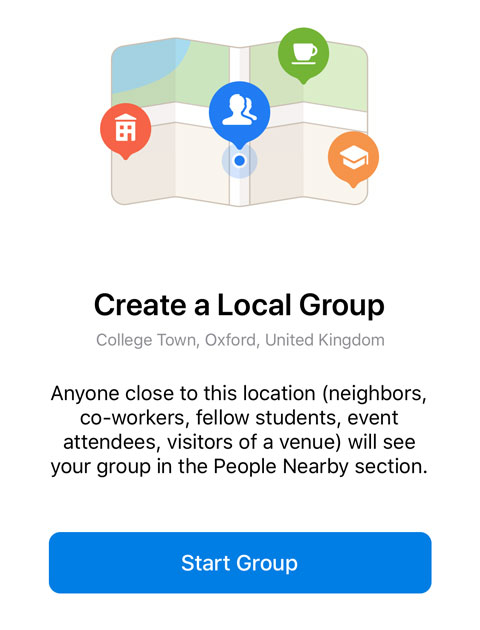 Create a Local Group
College Town, Oxford, United Kingdom
Anyone close to this location (neighbors,
co-workers, fellow students, event
attendees, visitors of a venue) will see
your group in the People Nearby section.
Start Group